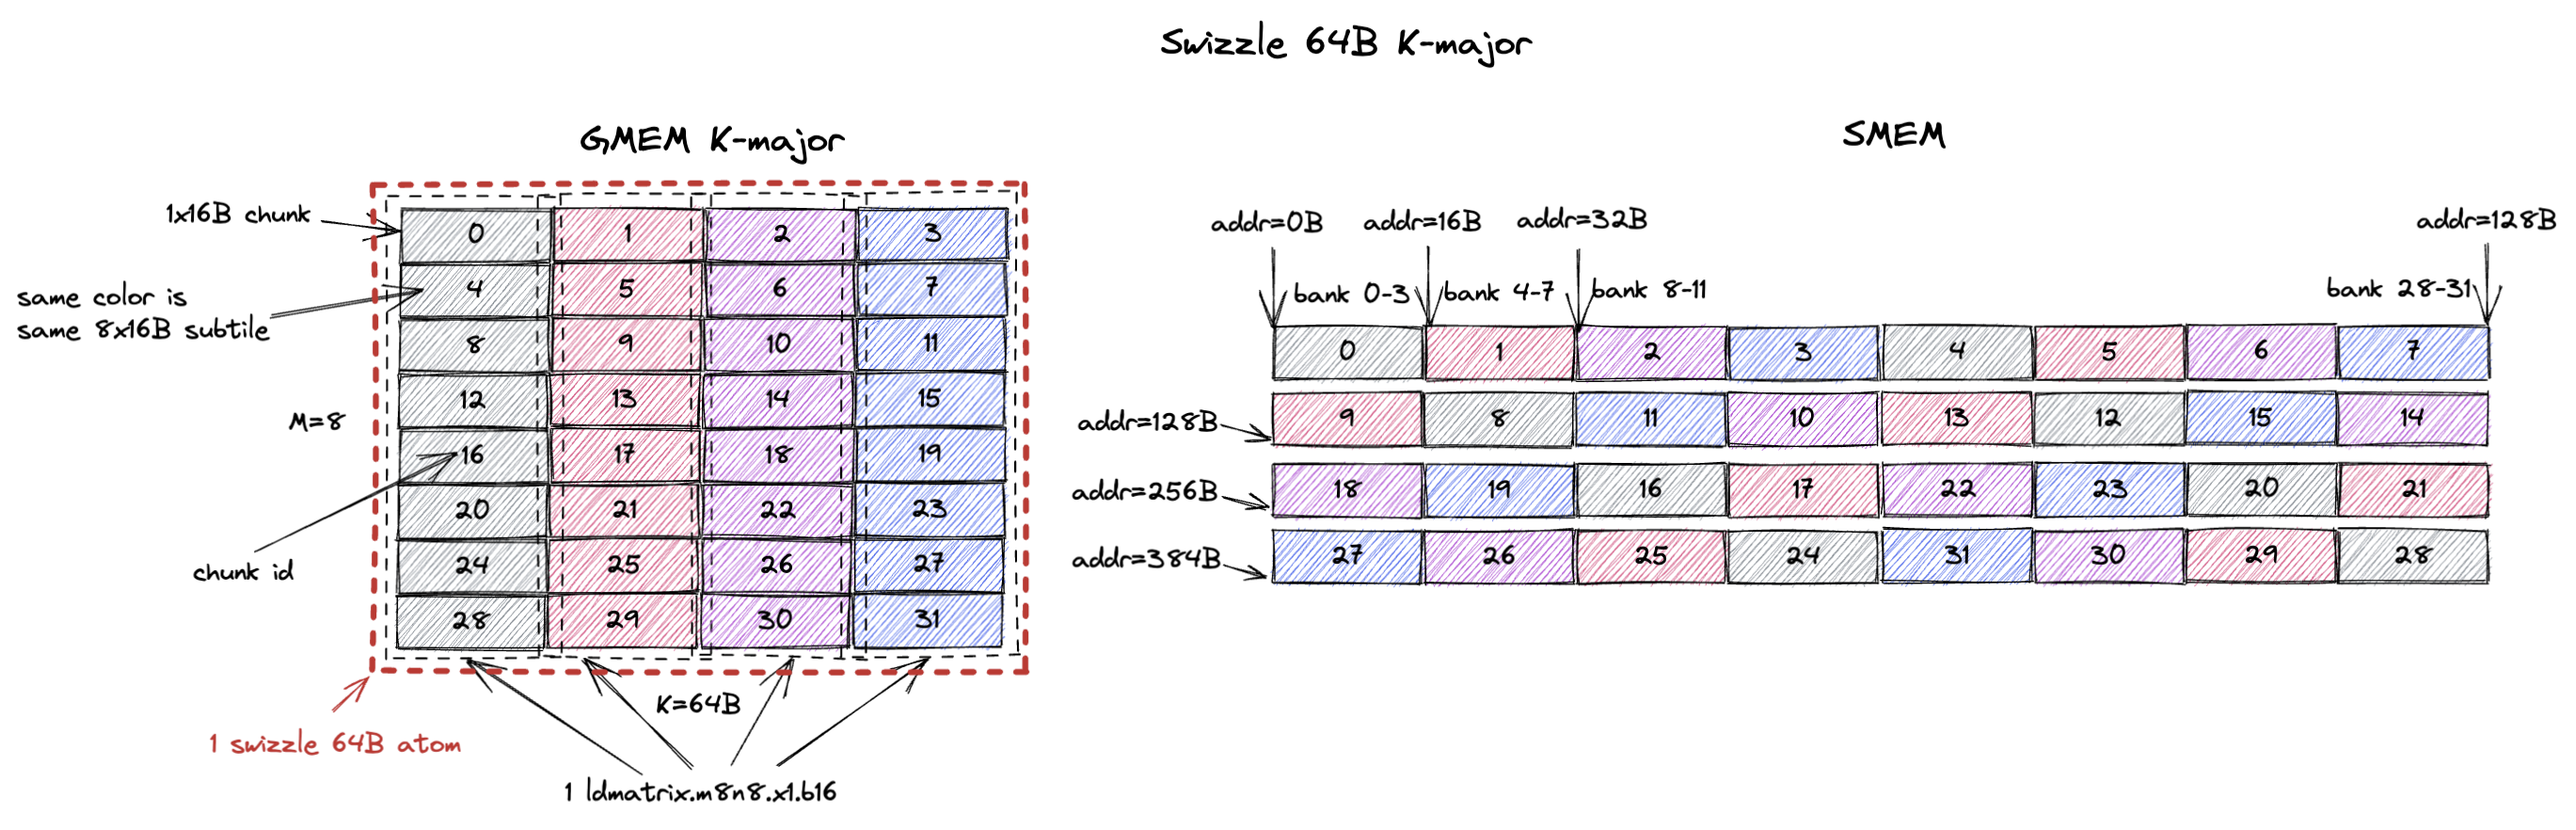 Swizzle 64B K-major
GMEM K-major
1x16B chunk
same color is
same 8x16B subtile
M=8
chunk id
0 1 2 3
4 5 6 7
8 9 10 11
12 13 14 15
16 17 18 19
20 21 22 23
24 25 26 27
28 29 30 31
K=64B
1 swizzle 64B atom
1 ldmatrix.m8n8.x1.b16
SMEM
addr=0B addr=16B addr=32B addr=128B
bank 0-3 bank 4-7 bank 8-11 bank 28-31
0 1 2 3 4 5 6 7
addr=128B 9 8 11 10 13 12 15 14
addr=256B 18 19 16 17 22 23 20 21
addr=384B 27 26 25 24 31 30 29 28